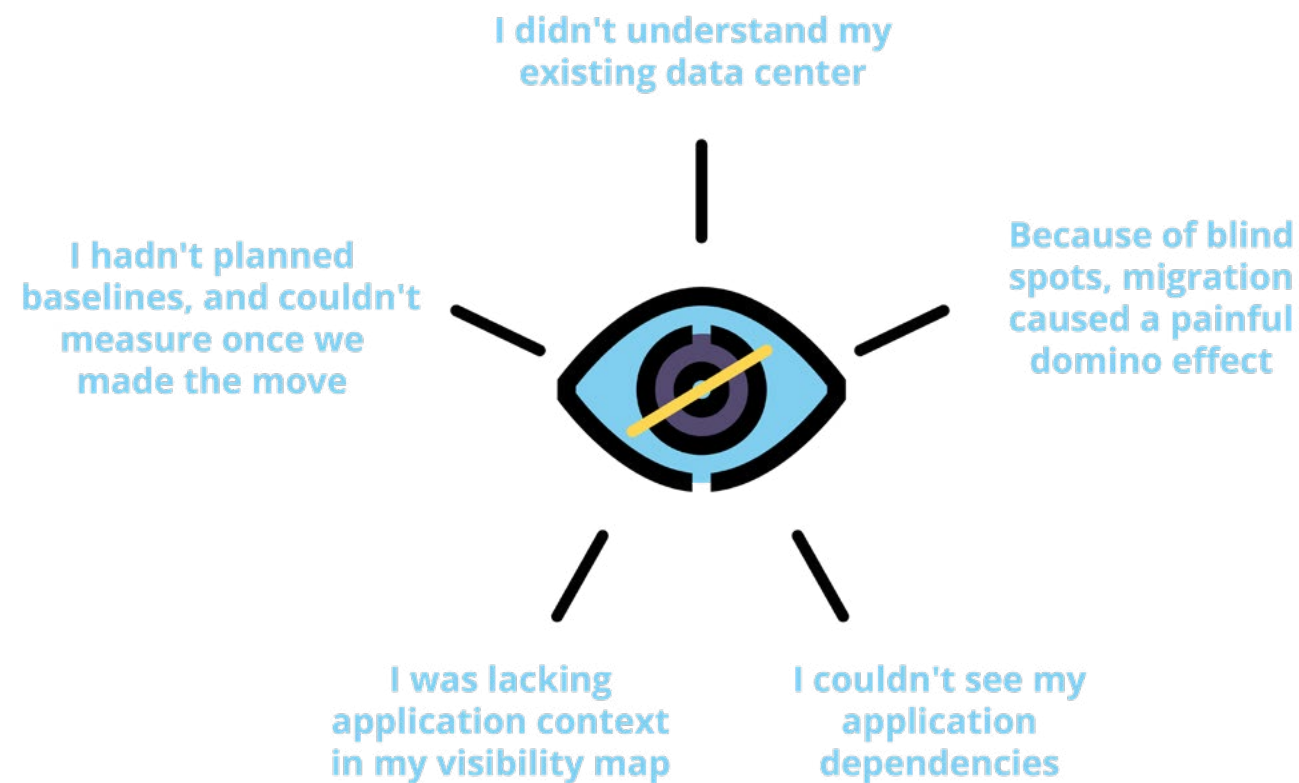 I didn't understand my
existing data center
Because of blind
spots, migration
caused a painful
domino effect
I hadn't planned
baselines, and couldn't
measure once we
made the move
I was lacking
application context
in my visibility map
I couldn't see my
application
dependencies